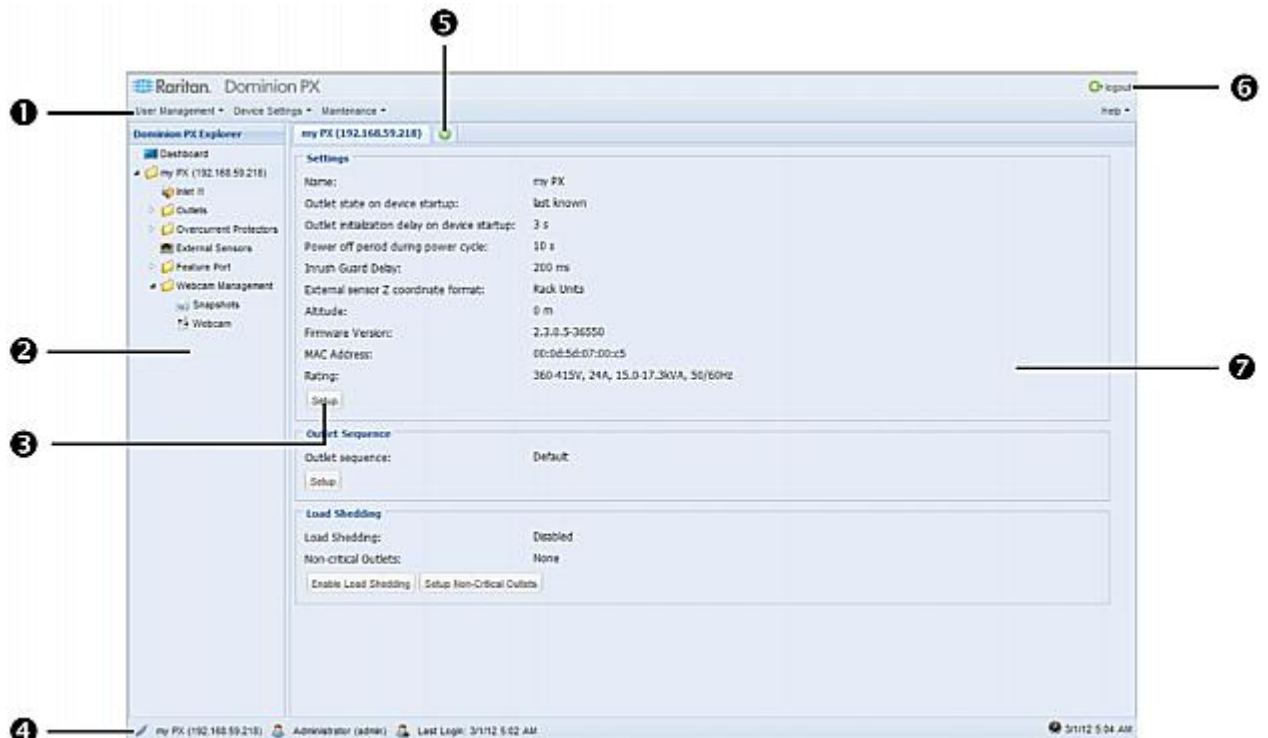 5
Raritan. Dominion PX
logout
6
1
User Management Device Settings Maintenance
Help
Dominion PX Explorer
my PX (192.168.59.218)
Dashboard
my PX (192.168.59.218)
Inlet I1
Outlets
Overcurrent Protectors
External Sensors
Feature Port
Webcam Management
Snapshots
Webcam
2
Settings
Name: my PX
Outlet state on device startup: last known
Outlet initialization delay on device startup: 3 s
Power off period during power cycle: 10 s
Inrush Guard Delay: 200 ms
External sensor Z coordinate format: Rack Units
Altitude: 0 m
Firmware Version: 2.3.0.5-36550
MAC Address: 00:0d:5d:07:00:c5
Rating: 360-415V, 24A, 15.0-17.3kVA, 50/60Hz
7
Setup
3
Outlet Sequence
Outlet sequence: Default
Setup
Load Shedding
Load Shedding: Disabled
Non-critical Outlets: None
Enable Load Shedding Setup Non-Critical Outlets
4
my PX (192.168.59.218) Administrator (admin) Last Login: 3/1/12 5:02 AM
3/1/12 5:04 AM